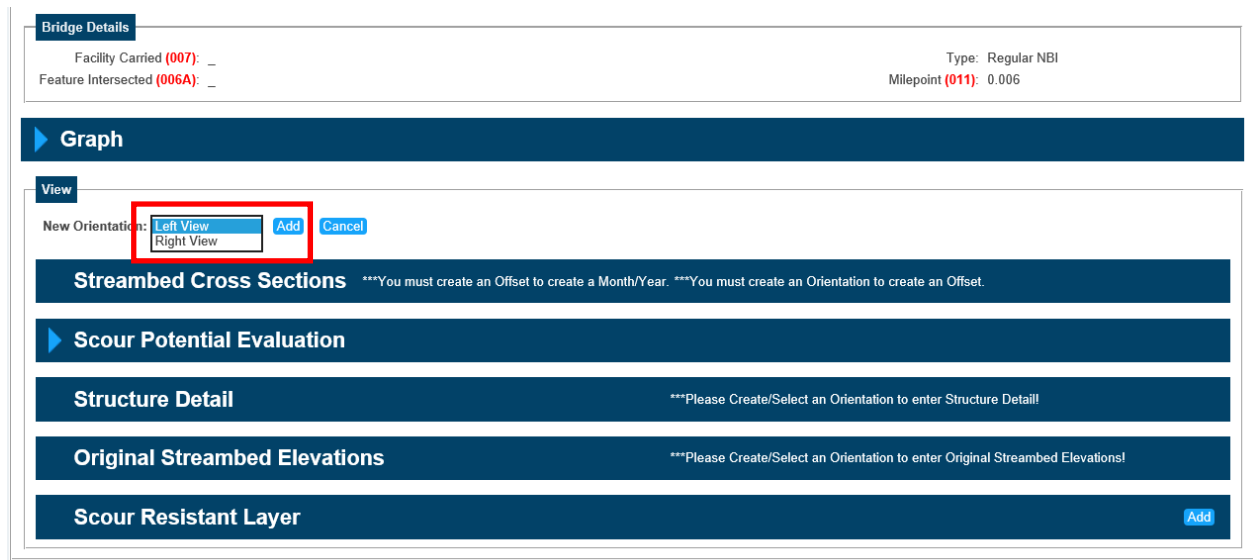 Bridge Details
Facility Carried (007): _
Type: Regular NBI
Feature Intersected (006A): _
Milepoint (011): 0.006
Graph
View
New Orientation: Left View Add Cancel
Right View
Streambed Cross Sections ***You must create an Offset to create a Month/Year. ***You must create an Orientation to create an Offset.
Scour Potential Evaluation
Structure Detail ***Please Create/Select an Orientation to enter Structure Detail!
Original Streambed Elevations ***Please Create/Select an Orientation to enter Original Streambed Elevations!
Scour Resistant Layer Add